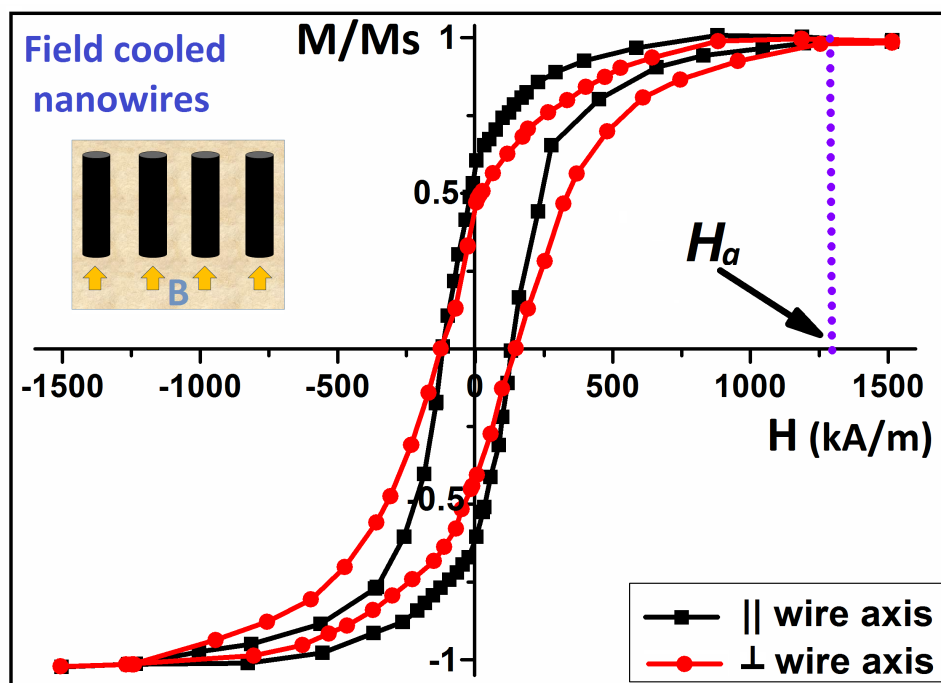 Field cooled
nanowires
B
M/Ms
1
0.5
-0.5
-1
-1500 -1000 -500 0 500 1000 1500
H (kA/m)
Ha
|| wire axis
⊥ wire axis